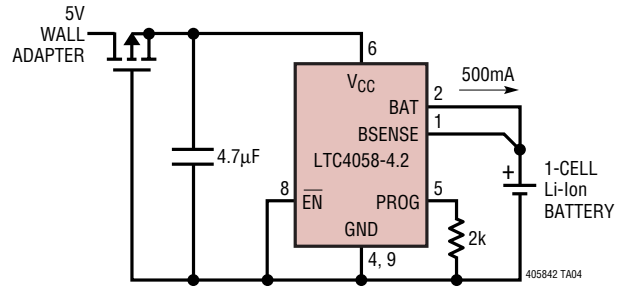 5V
WALL
ADAPTER
6
VCC
500mA
BAT
2
BSENSE
1
LTC4058-4.2
4.7µF
8
EN
PROG
5
GND
2k
4, 9
+
1-CELL
Li-Ion
BATTERY
405842 TA04